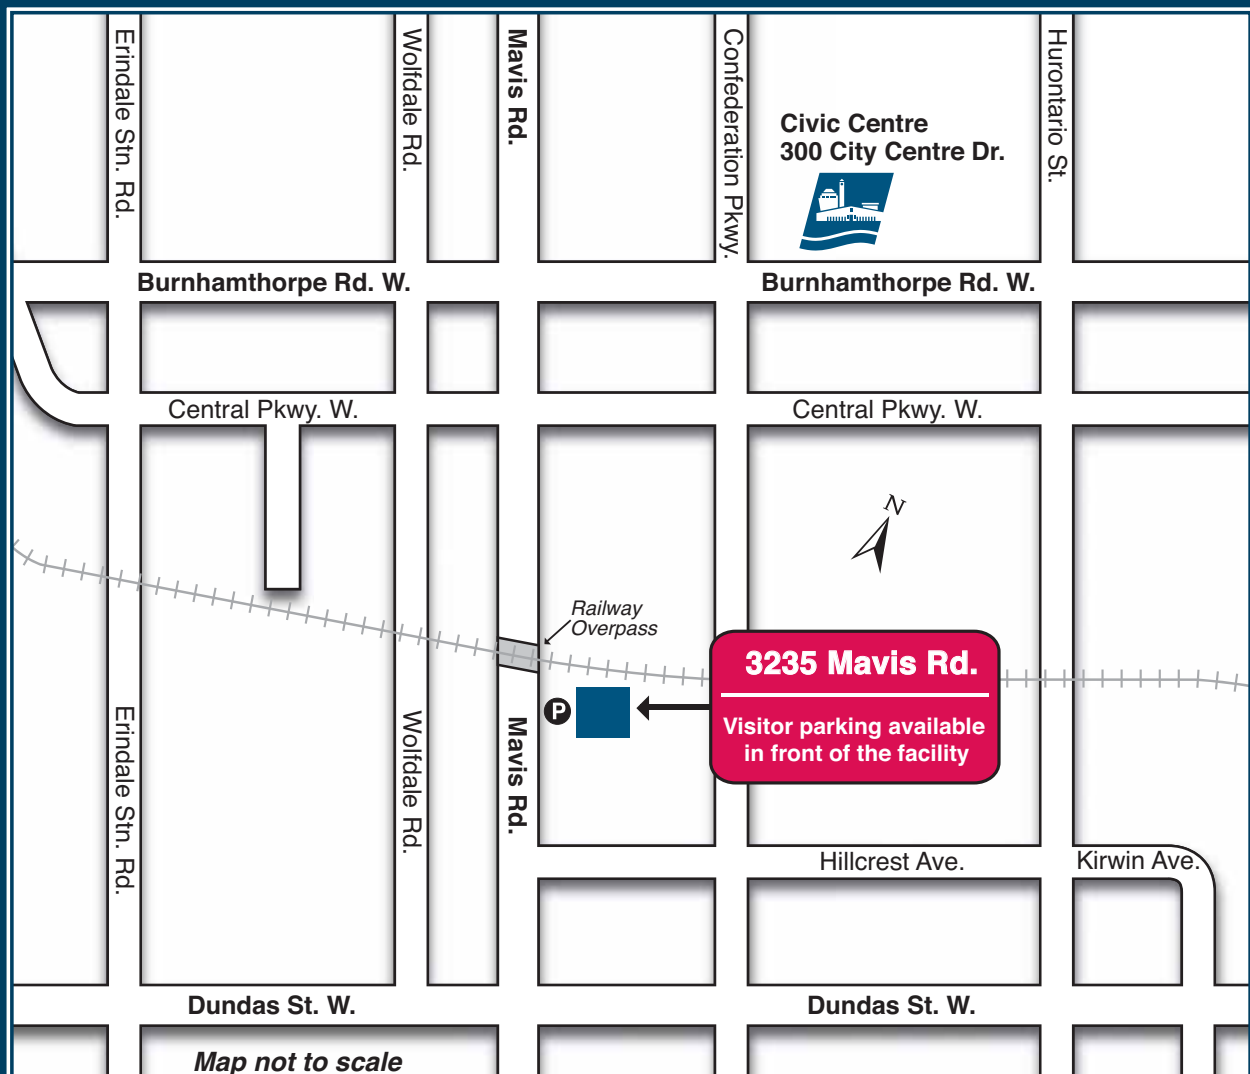 Erindale Stn. Rd.
Wolfdale Rd.
Mavis Rd.
Confederation Pkwy.
Hurontario St.
Civic Centre
300 City Centre Dr.
Burnhamthorpe Rd. W.
Burnhamthorpe Rd. W.
Central Pkwy. W.
Central Pkwy. W.
N
Railway
Overpass
3235 Mavis Rd.
Visitor parking available
in front of the facility
P
Erindale Stn. Rd.
Wolfdale Rd.
Mavis Rd.
Hillcrest Ave.
Kirwin Ave.
Dundas St. W.
Dundas St. W.
Map not to scale